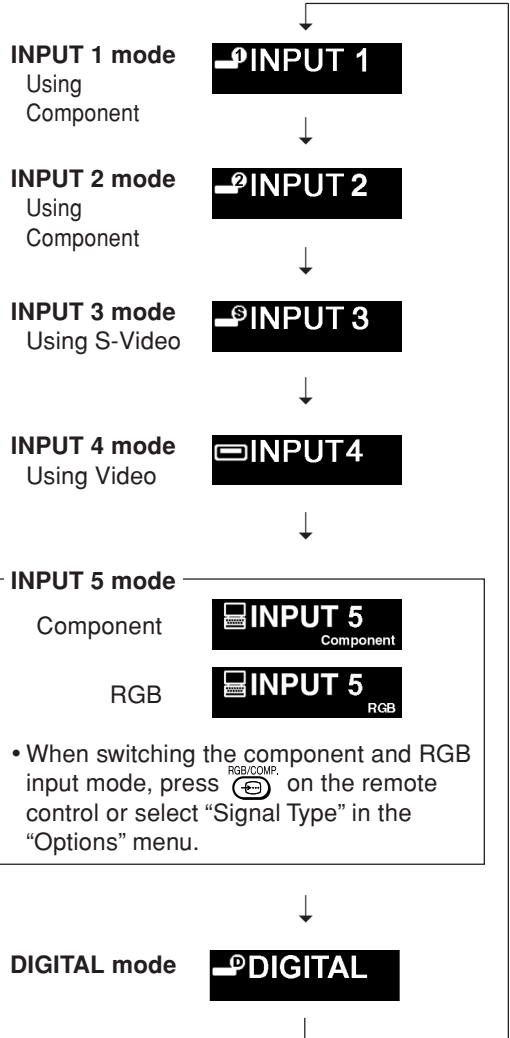 INPUT 1 mode
Using
Component
1 INPUT 1
INPUT 2 mode
Using
Component
2 INPUT 2
INPUT 3 mode
Using S-Video
S INPUT 3
INPUT 4 mode
Using Video
INPUT4
INPUT 5 mode
Component
INPUT 5
Component
RGB
INPUT 5
RGB
• When switching the component and RGB
RGB/COMP.
input mode, press on the remote
control or select “Signal Type” in the
“Options” menu.
DIGITAL mode
D DIGITAL